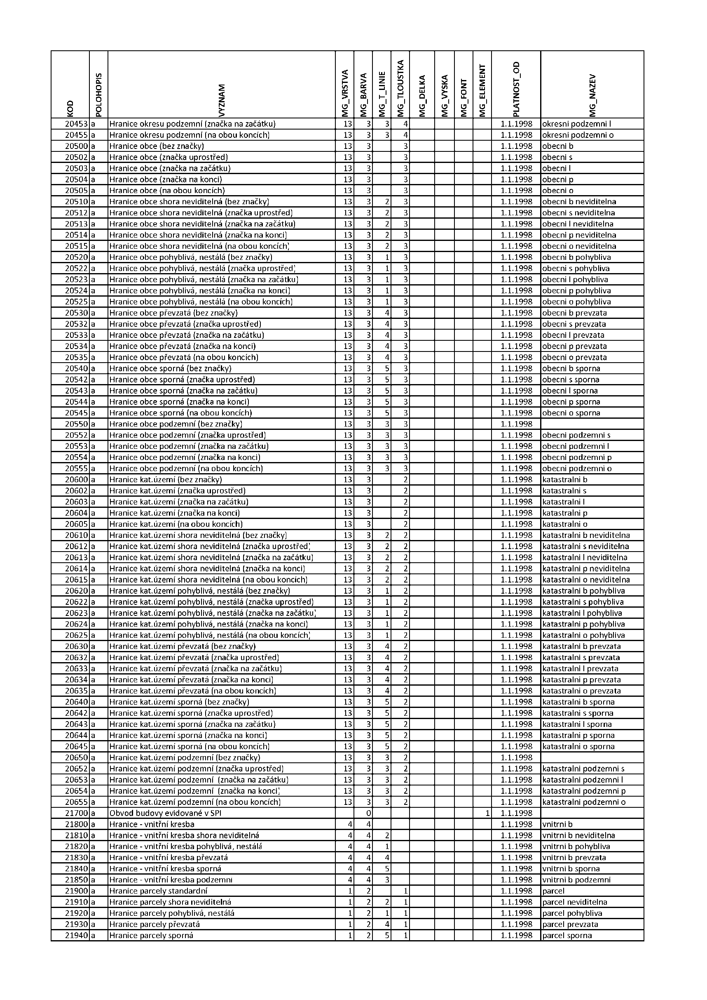 KOD POLOHOPIS VYZNAM MG_VRSTVA MG_BARVA MG_T_LINIE MG_TLOUSTKA MG_DELKA MG_VYSKA MG_FONT MG_ELEMENT PLATNOST_OD MG_NAZEV
20453 a Hranice okresu podzemní (značka na začátku) 13 3 3 4 1.1.1998 okresni podzemni l
20455 a Hranice okresu podzemní (na obou koncích) 13 3 3 4 1.1.1998 okresni podzemni o
20500 a Hranice obce (bez značky) 13 3 3 1.1.1998 obecni b
20502 a Hranice obce (značka uprostřed) 13 3 3 1.1.1998 obecni s
20503 a Hranice obce (značka na začátku) 13 3 3 1.1.1998 obecni l
20504 a Hranice obce (značka na konci) 13 3 3 1.1.1998 obecni p
20505 a Hranice obce (na obou koncích) 13 3 3 1.1.1998 obecni o
20510 a Hranice obce shora neviditelná (bez značky) 13 3 2 3 1.1.1998 obecni b neviditelna
20512 a Hranice obce shora neviditelná (značka uprostřed) 13 3 2 3 1.1.1998 obecni s neviditelna
20513 a Hranice obce shora neviditelná (značka na začátku) 13 3 2 3 1.1.1998 obecni l neviditelna
20514 a Hranice obce shora neviditelná (značka na konci) 13 3 2 3 1.1.1998 obecni p neviditelna
20515 a Hranice obce shora neviditelná (na obou koncích) 13 3 2 3 1.1.1998 obecni o neviditelna
20520 a Hranice obce pohyblivá, nestálá (bez značky) 13 3 1 3 1.1.1998 obecni b pohybliva
20522 a Hranice obce pohyblivá, nestálá (značka uprostřed) 13 3 1 3 1.1.1998 obecni s pohybliva
20523 a Hranice obce pohyblivá, nestálá (značka na začátku) 13 3 1 3 1.1.1998 obecni l pohybliva
20524 a Hranice obce pohyblivá, nestálá (značka na konci) 13 3 1 3 1.1.1998 obecni p pohybliva
20525 a Hranice obce pohyblivá, nestálá (na obou koncích) 13 3 1 3 1.1.1998 obecni o pohybliva
20530 a Hranice obce převzatá (bez značky) 13 3 4 3 1.1.1998 obecni b prevzata
20532 a Hranice obce převzatá (značka uprostřed) 13 3 4 3 1.1.1998 obecni s prevzata
20533 a Hranice obce převzatá (značka na začátku) 13 3 4 3 1.1.1998 obecni l prevzata
20534 a Hranice obce převzatá (značka na konci) 13 3 4 3 1.1.1998 obecni p prevzata
20535 a Hranice obce převzatá (na obou koncích) 13 3 4 3 1.1.1998 obecni o prevzata
20540 a Hranice obce sporná (bez značky) 13 3 5 3 1.1.1998 obecni b sporna
20542 a Hranice obce sporná (značka uprostřed) 13 3 5 3 1.1.1998 obecni s sporna
20543 a Hranice obce sporná (značka na začátku) 13 3 5 3 1.1.1998 obecni l sporna
20544 a Hranice obce sporná (značka na konci) 13 3 5 3 1.1.1998 obecni p sporna
20545 a Hranice obce sporná (na obou koncích) 13 3 5 3 1.1.1998 obecni o sporna
20550 a Hranice obce podzemní (bez značky) 13 3 3 3 1.1.1998
20552 a Hranice obce podzemní (značka uprostřed) 13 3 3 3 1.1.1998 obecni podzemni s
20553 a Hranice obce podzemní (značka na začátku) 13 3 3 3 1.1.1998 obecni podzemni l
20554 a Hranice obce podzemní (značka na konci) 13 3 3 3 1.1.1998 obecni podzemni p
20555 a Hranice obce podzemní (na obou koncích) 13 3 3 3 1.1.1998 obecni podzemni o
20600 a Hranice kat.území (bez značky) 13 3 2 1.1.1998 katastralni b
20602 a Hranice kat.území (značka uprostřed) 13 3 2 1.1.1998 katastralni s
20603 a Hranice kat.území (značka na začátku) 13 3 2 1.1.1998 katastralni l
20604 a Hranice kat.území (značka na konci) 13 3 2 1.1.1998 katastralni p
20605 a Hranice kat.území (na obou koncích) 13 3 2 1.1.1998 katastralni o
20610 a Hranice kat.území shora neviditelná (bez značky) 13 3 2 2 1.1.1998 katastralni b neviditelna
20612 a Hranice kat.území shora neviditelná (značka uprostřed) 13 3 2 2 1.1.1998 katastralni s neviditelna
20613 a Hranice kat.území shora neviditelná (značka na začátku) 13 3 2 2 1.1.1998 katastralni l neviditelna
20614 a Hranice kat.území shora neviditelná (značka na konci) 13 3 2 2 1.1.1998 katastralni p neviditelna
20615 a Hranice kat.území shora neviditelná (na obou koncích) 13 3 2 2 1.1.1998 katastralni o neviditelna
20620 a Hranice kat.území pohyblivá, nestálá (bez značky) 13 3 1 2 1.1.1998 katastralni b pohybliva
20622 a Hranice kat.území pohyblivá, nestálá (značka uprostřed) 13 3 1 2 1.1.1998 katastralni s pohybliva
20623 a Hranice kat.území pohyblivá, nestálá (značka na začátku) 13 3 1 2 1.1.1998 katastralni l pohybliva
20624 a Hranice kat.území pohyblivá, nestálá (značka na konci) 13 3 1 2 1.1.1998 katastralni p pohybliva
20625 a Hranice kat.území pohyblivá, nestálá (na obou koncích) 13 3 1 2 1.1.1998 katastralni o pohybliva
20630 a Hranice kat.území převzatá (bez značky) 13 3 4 2 1.1.1998 katastralni b prevzata
20632 a Hranice kat.území převzatá (značka uprostřed) 13 3 4 2 1.1.1998 katastralni s prevzata
20633 a Hranice kat.území převzatá (značka na začátku) 13 3 4 2 1.1.1998 katastralni l prevzata
20634 a Hranice kat.území převzatá (značka na konci) 13 3 4 2 1.1.1998 katastralni p prevzata
20635 a Hranice kat.území převzatá (na obou koncích) 13 3 4 2 1.1.1998 katastralni o prevzata
20640 a Hranice kat.území sporná (bez značky) 13 3 5 2 1.1.1998 katastralni b sporna
20642 a Hranice kat.území sporná (značka uprostřed) 13 3 5 2 1.1.1998 katastralni s sporna
20643 a Hranice kat.území sporná (značka na začátku) 13 3 5 2 1.1.1998 katastralni l sporna
20644 a Hranice kat.území sporná (značka na konci) 13 3 5 2 1.1.1998 katastralni p sporna
20645 a Hranice kat.území sporná (na obou koncích) 13 3 5 2 1.1.1998 katastralni o sporna
20650 a Hranice kat.území podzemní (bez značky) 13 3 3 2 1.1.1998
20652 a Hranice kat.území podzemní (značka uprostřed) 13 3 3 2 1.1.1998 katastralni podzemni s
20653 a Hranice kat.území podzemní (značka na začátku) 13 3 3 2 1.1.1998 katastralni podzemni l
20654 a Hranice kat.území podzemní (značka na konci) 13 3 3 2 1.1.1998 katastralni podzemni p
20655 a Hranice kat.území podzemní (na obou koncích) 13 3 3 2 1.1.1998 katastralni podzemni o
21700 a Obvod budovy evidované v SPI 0 1 1.1.1998
21800 a Hranice - vnitřní kresba 4 4 1.1.1998 vnitrni b
21810 a Hranice - vnitřní kresba shora neviditelná 4 4 2 1.1.1998 vnitrni b neviditelna
21820 a Hranice - vnitřní kresba pohyblivá, nestálá 4 4 1 1.1.1998 vnitrni b pohybliva
21830 a Hranice - vnitřní kresba převzatá 4 4 4 1.1.1998 vnitrni b prevzata
21840 a Hranice - vnitřní kresba sporná 4 4 5 1.1.1998 vnitrni b sporna
21850 a Hranice - vnitřní kresba podzemni 4 4 3 1.1.1998 vnitrni b podzemni
21900 a Hranice parcely standardní 1 2 1 1.1.1998 parcel
21910 a Hranice parcely shora neviditelná 1 2 2 1 1.1.1998 parcel neviditelna
21920 a Hranice parcely pohyblivá, nestálá 1 2 1 1 1.1.1998 parcel pohybliva
21930 a Hranice parcely převzatá 1 2 4 1 1.1.1998 parcel prevzata
21940 a Hranice parcely sporná 1 2 5 1 1.1.1998 parcel sporna